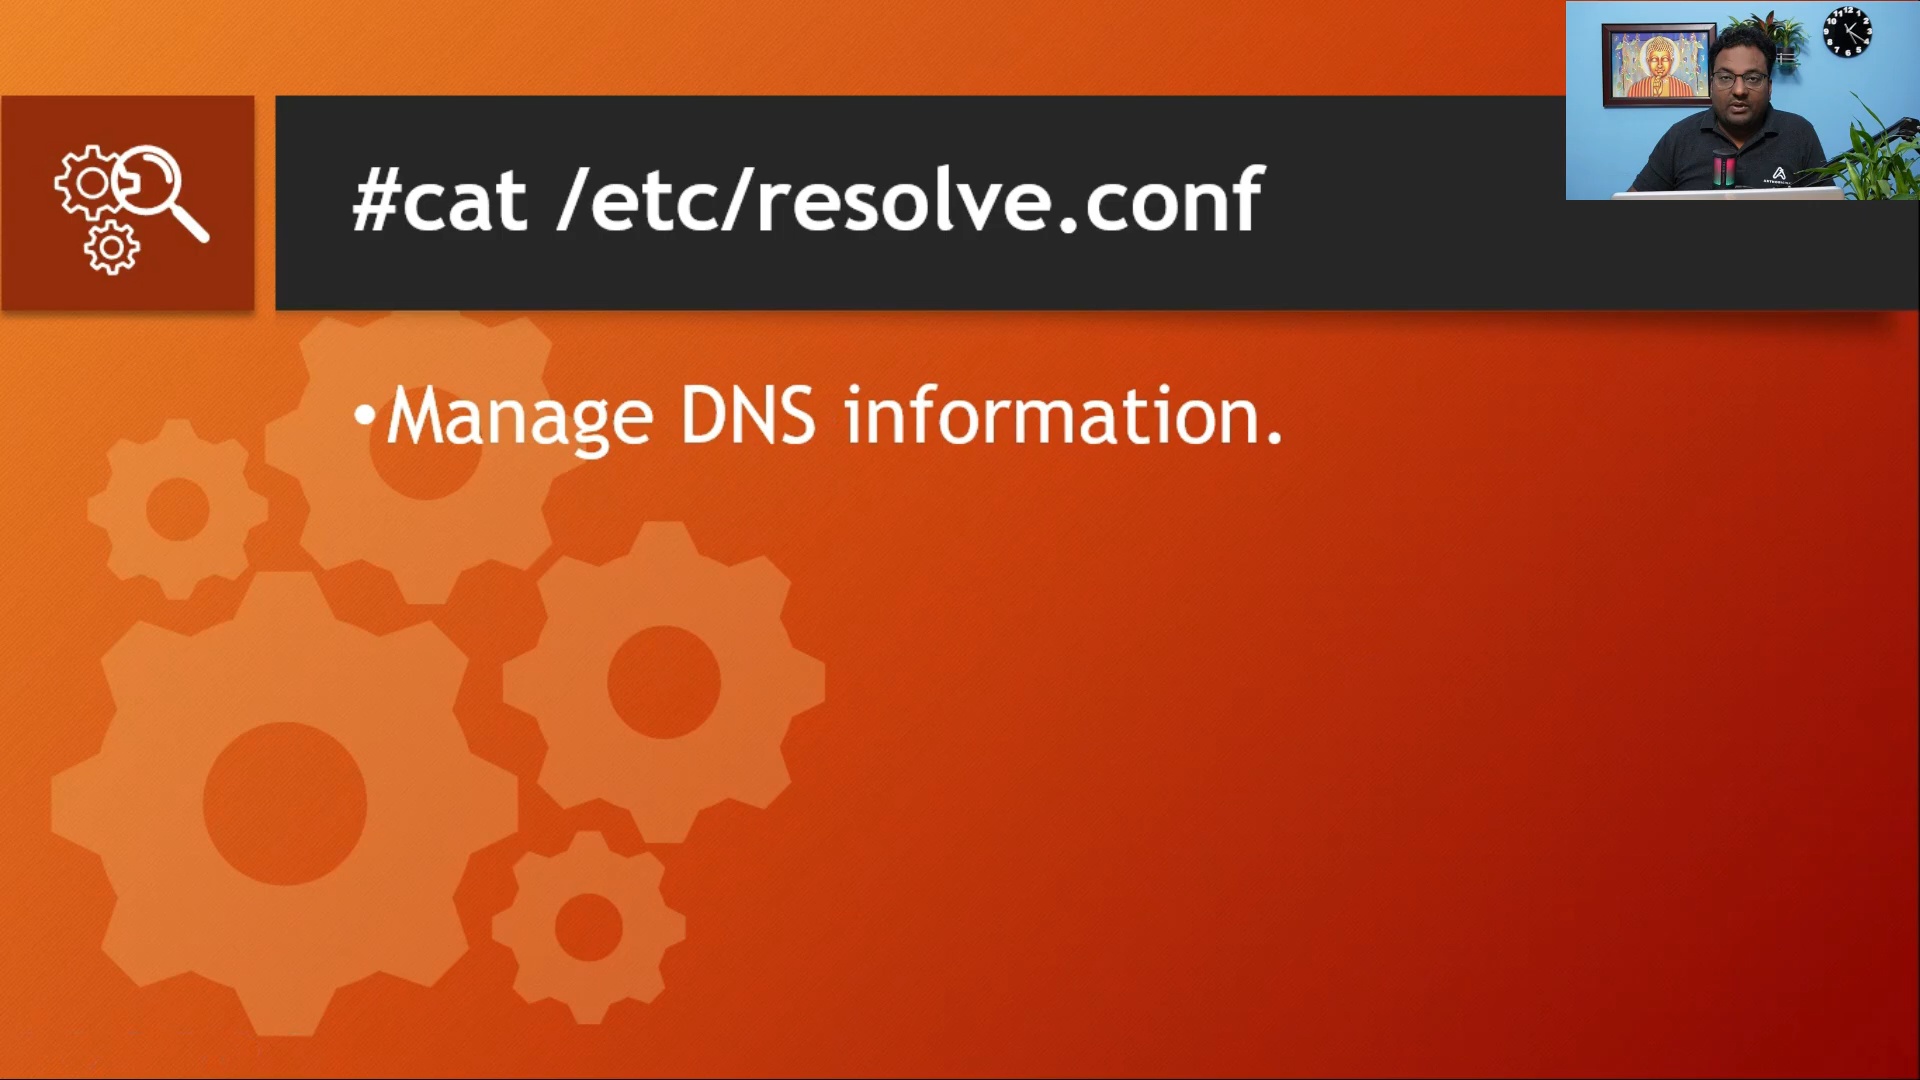 #cat /etc/resolve.conf
•Manage DNS information.